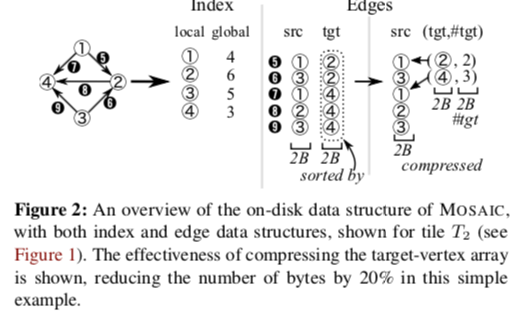 Index
Edges
local global
src tgt
src (tgt,#tgt)
① 4
② 6
③ 5
④ 3
❺ ① ②
❻ ③ ②
❼ ① ④
❽ ② ④
❾ ③ ④
① (②, 2)
③ (④, 3)
①
②
③
2B 2B
sorted by
2B 2B
#tgt
2B
compressed
① ❺
❼
④ ❽ ②
❾ ❻
③
Figure 2: An overview of the on-disk data structure of MOSAIC,
with both index and edge data structures, shown for tile T₂ (see
Figure 1). The effectiveness of compressing the target-vertex array
is shown, reducing the number of bytes by 20% in this simple
example.